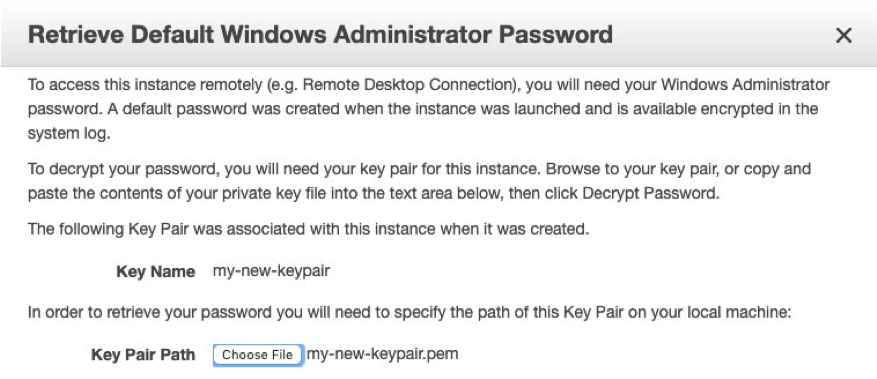 Retrieve Default Windows Administrator Password ×
To access this instance remotely (e.g. Remote Desktop Connection), you will need your Windows Administrator
password. A default password was created when the instance was launched and is available encrypted in the
system log.
To decrypt your password, you will need your key pair for this instance. Browse to your key pair, or copy and
paste the contents of your private key file into the text area below, then click Decrypt Password.
The following Key Pair was associated with this instance when it was created.
Key Name my-new-keypair
In order to retrieve your password you will need to specify the path of this Key Pair on your local machine:
Key Pair Path Choose File my-new-keypair.pem